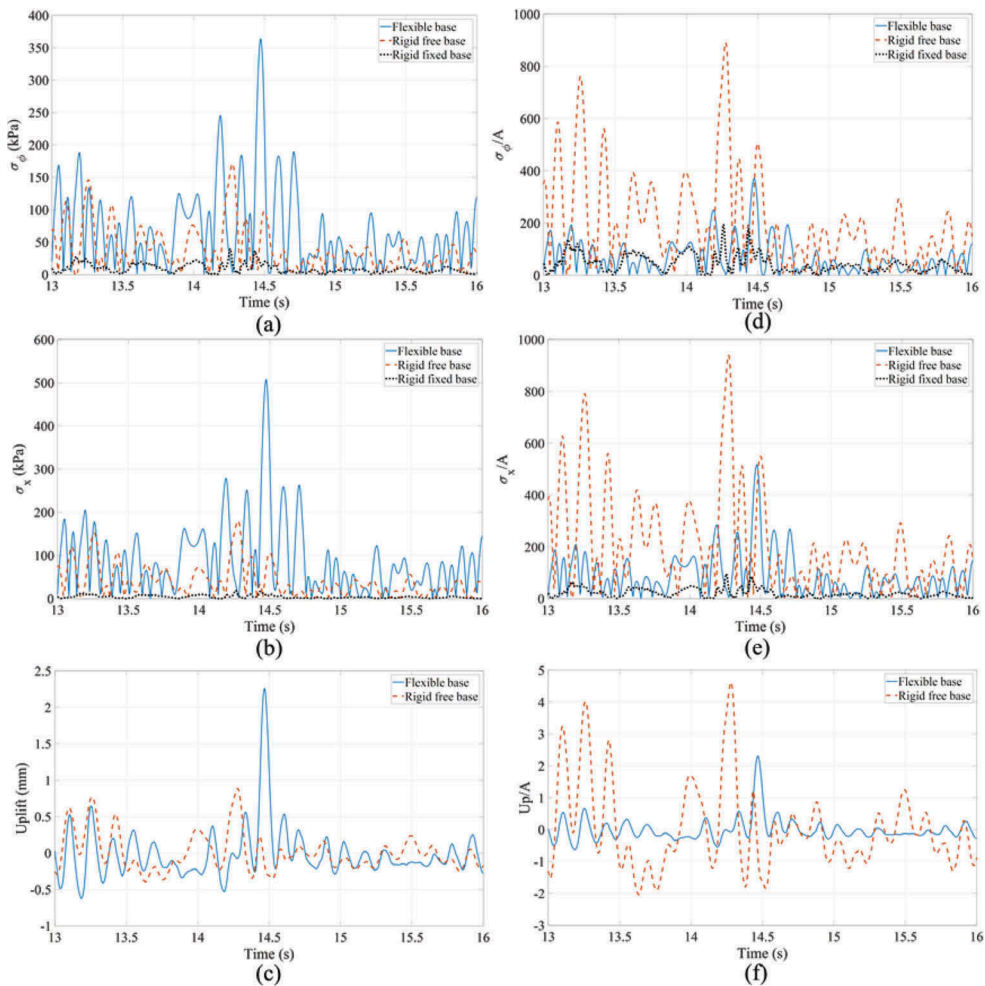 400
350
300
250
200
150
100
50
0
σϕ (kPa)
Flexible base
Rigid free base
Rigid fixed base
13 13.5 14 14.5 15 15.5 16
Time (s)
(a)
1000
800
600
400
200
0
σϕ/A
Flexible base
Rigid free base
Rigid fixed base
13 13.5 14 14.5 15 15.5 16
Time (s)
(d)
600
500
400
300
200
100
0
σx (kPa)
Flexible base
Rigid free base
Rigid fixed base
13 13.5 14 14.5 15 15.5 16
Time (s)
(b)
1000
800
600
400
200
0
σx/A
Flexible base
Rigid free base
Rigid fixed base
13 13.5 14 14.5 15 15.5 16
Time (s)
(e)
2.5
2
1.5
1
0.5
0
-0.5
-1
Uplift (mm)
Flexible base
Rigid free base
13 13.5 14 14.5 15 15.5 16
Time (s)
(c)
5
4
3
2
1
0
-1
-2
-3
Up/A
Flexible base
Rigid free base
13 13.5 14 14.5 15 15.5 16
Time (s)
(f)